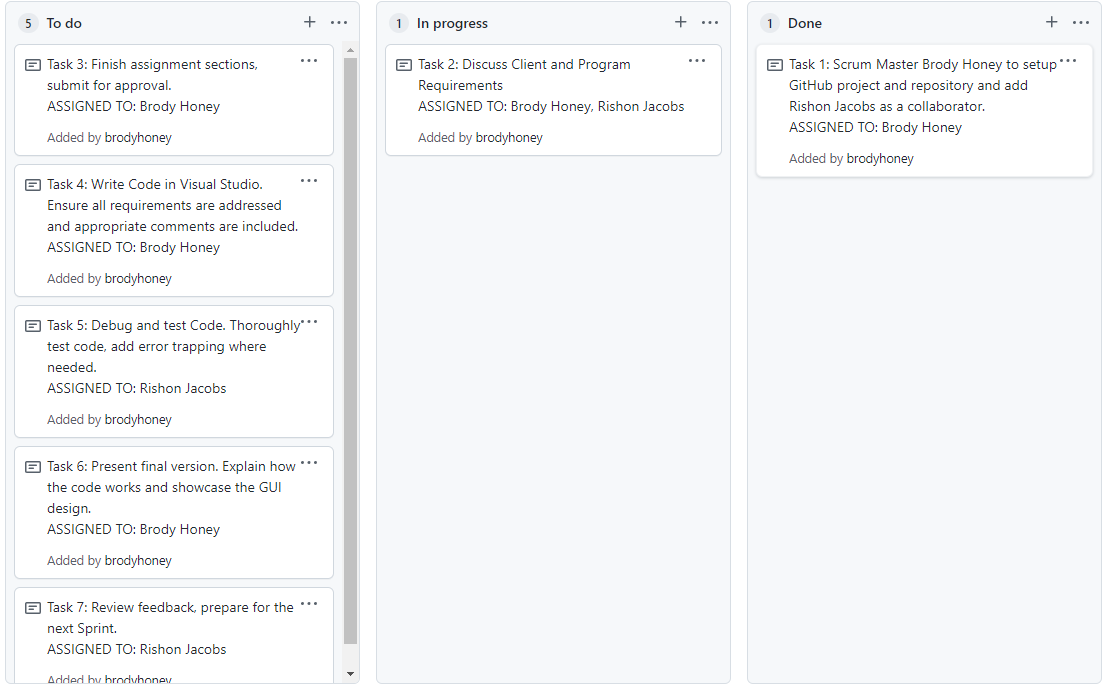 5 To do
Task 3: Finish assignment sections,
submit for approval.
ASSIGNED TO: Brody Honey
Added by brodyhoney
Task 4: Write Code in Visual Studio.
Ensure all requirements are addressed
and appropriate comments are included.
ASSIGNED TO: Brody Honey
Added by brodyhoney
Task 5: Debug and test Code. Thoroughly
test code, add error trapping where
needed.
ASSIGNED TO: Rishon Jacobs
Added by brodyhoney
Task 6: Present final version. Explain how
the code works and showcase the GUI
design.
ASSIGNED TO: Brody Honey
Added by brodyhoney
Task 7: Review feedback, prepare for the
next Sprint.
ASSIGNED TO: Rishon Jacobs
Added by brodyhoney
1 In progress
Task 2: Discuss Client and Program
Requirements
ASSIGNED TO: Brody Honey, Rishon Jacobs
Added by brodyhoney
1 Done
Task 1: Scrum Master Brody Honey to setup
GitHub project and repository and add
Rishon Jacobs as a collaborator.
ASSIGNED TO: Brody Honey
Added by brodyhoney